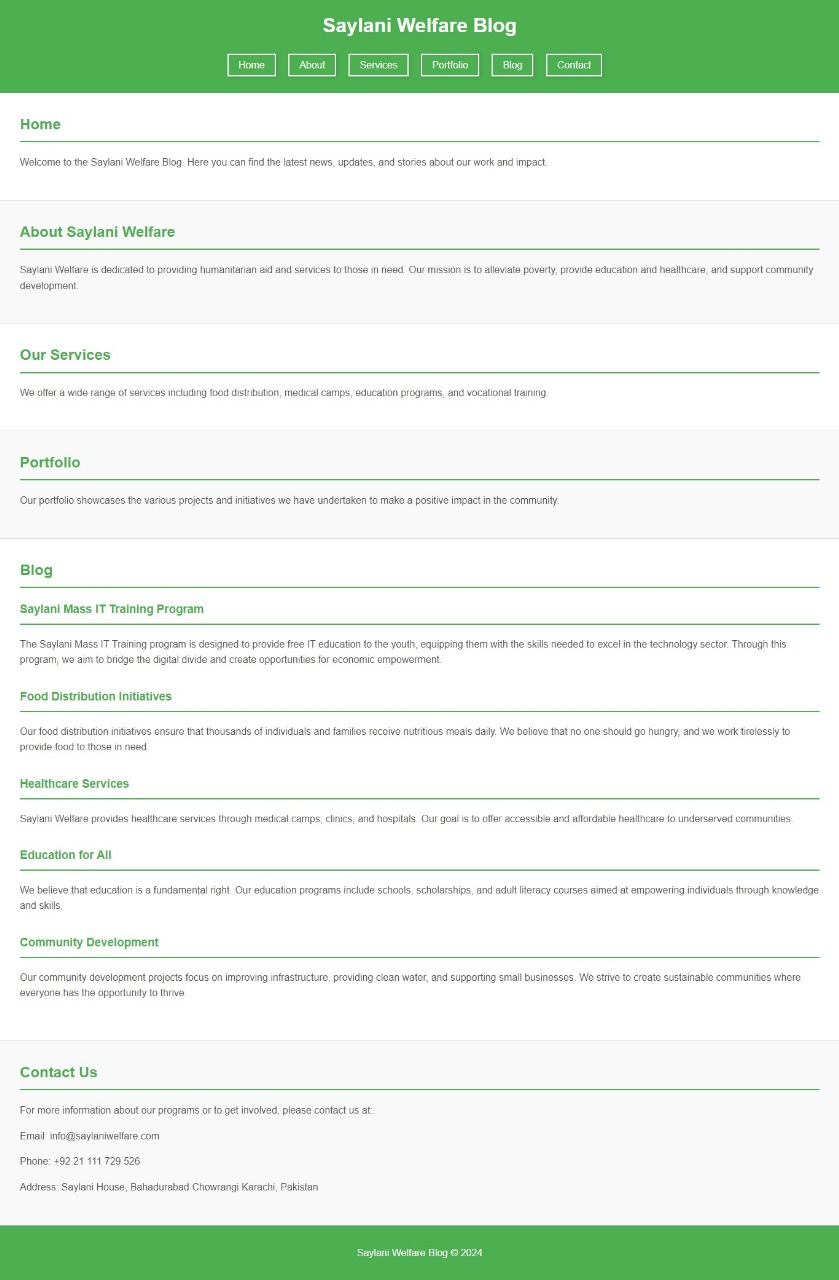 Saylani Welfare Blog
Home
About
Services
Portfolio
Blog
Contact
Home
Welcome to the Saylani Welfare Blog. Here you can find the latest news, updates, and stories about our work and impact.
About Saylani Welfare
Saylani Welfare is dedicated to providing humanitarian aid and services to those in need. Our mission is to alleviate poverty, provide education and healthcare, and support community
development.
Our Services
We offer a wide range of services including food distribution, medical camps, education programs, and vocational training.
Portfolio
Our portfolio showcases the various projects and initiatives we have undertaken to make a positive impact in the community.
Blog
Saylani Mass IT Training Program
The Saylani Mass IT Training program is designed to provide free IT education to the youth, equipping them with the skills needed to excel in the technology sector. Through this
program, we aim to bridge the digital divide and create opportunities for economic empowerment.
Food Distribution Initiatives
Our food distribution initiatives ensure that thousands of individuals and families receive nutritious meals daily. We believe that no one should go hungry, and we work tirelessly to
provide food to those in need.
Healthcare Services
Saylani Welfare provides healthcare services through medical camps, clinics, and hospitals. Our goal is to offer accessible and affordable healthcare to underserved communities.
Education for All
We believe that education is a fundamental right. Our education programs include schools, scholarships, and adult literacy courses aimed at empowering individuals through knowledge
and skills.
Community Development
Our community development projects focus on improving infrastructure, providing clean water, and supporting small businesses. We strive to create sustainable communities where
everyone has the opportunity to thrive.
Contact Us
For more information about our programs or to get involved, please contact us at:
Email: info@saylaniwelfare.com
Phone: +92 21 111 729 526
Address: Saylani House, Bahadurabad Chowrangi Karachi, Pakistan
Saylani Welfare Blog © 2024